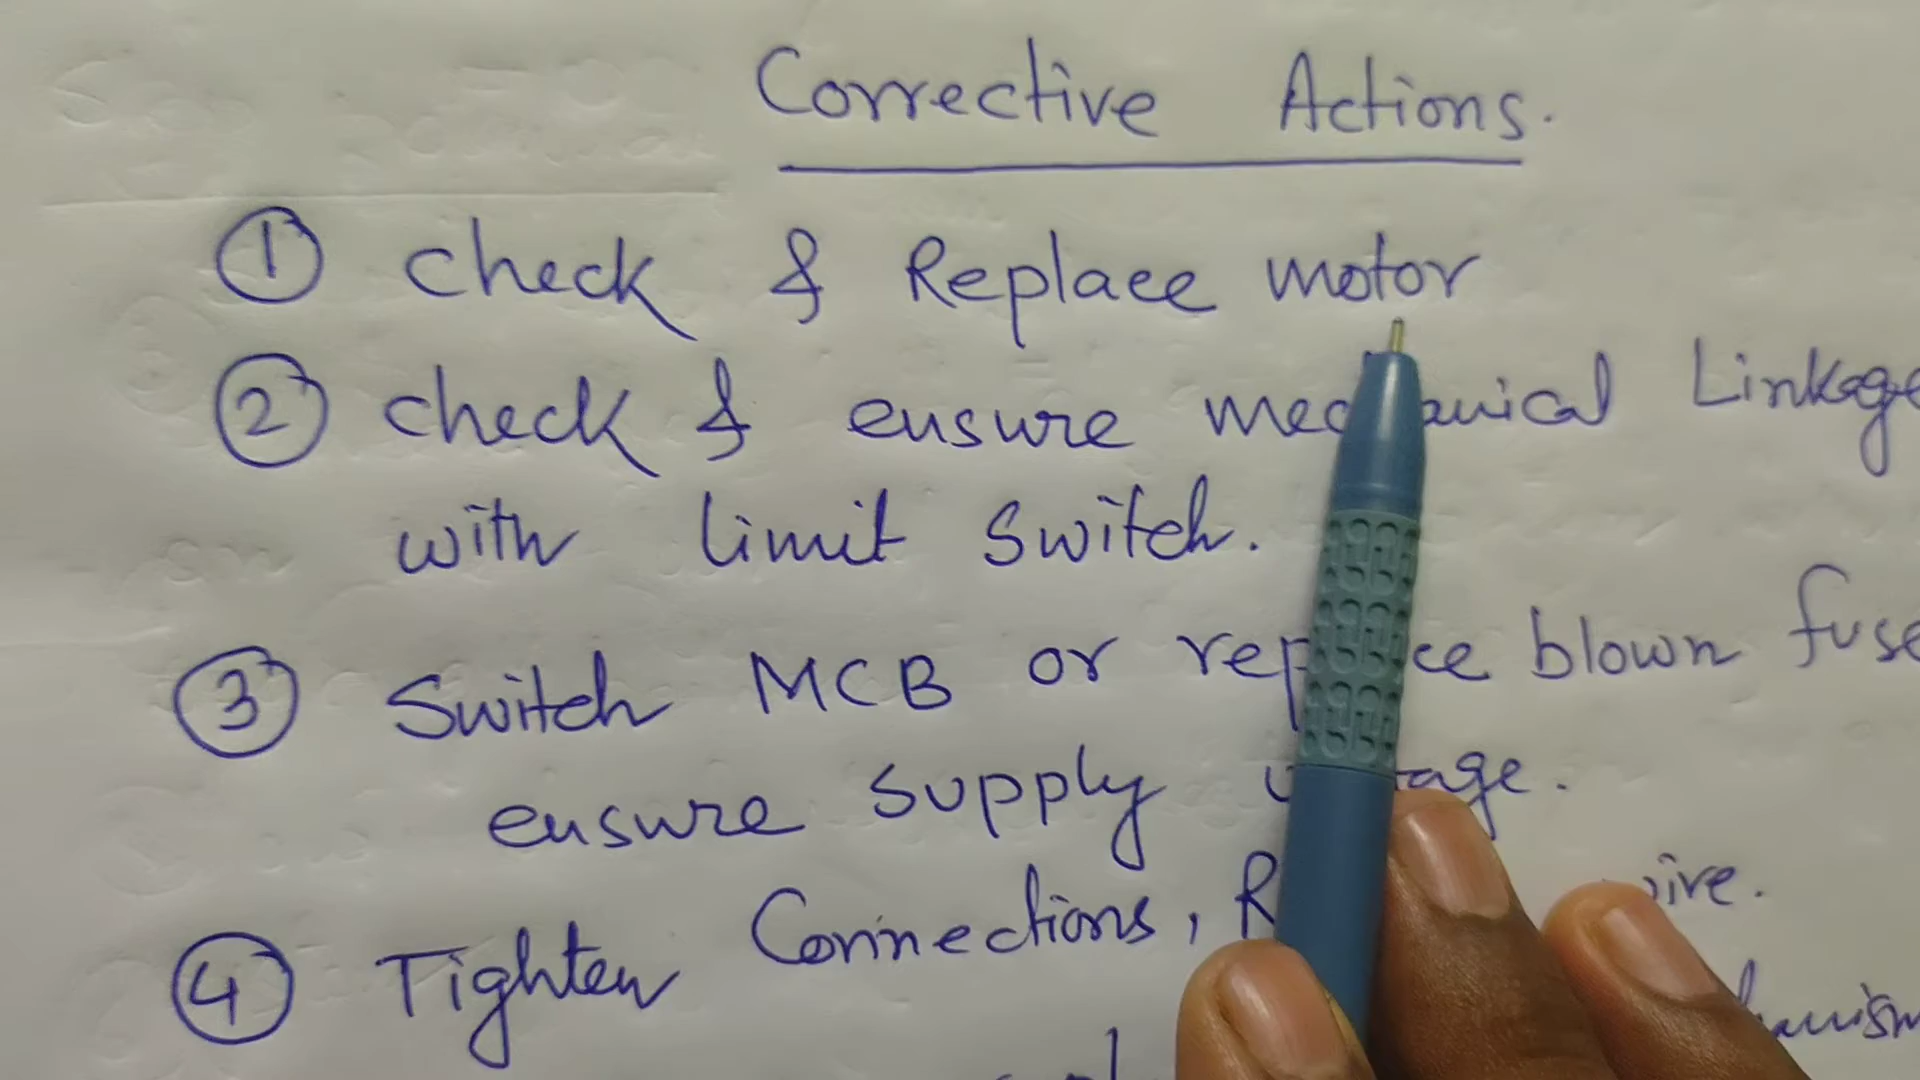 Corrective Actions.
① check & Replace motor
② check & ensure mechanical Linkage
with limit switch.
③ Switch MCB or replace blown fuse
ensure supply voltage.
④ Tighten Connections, wire.